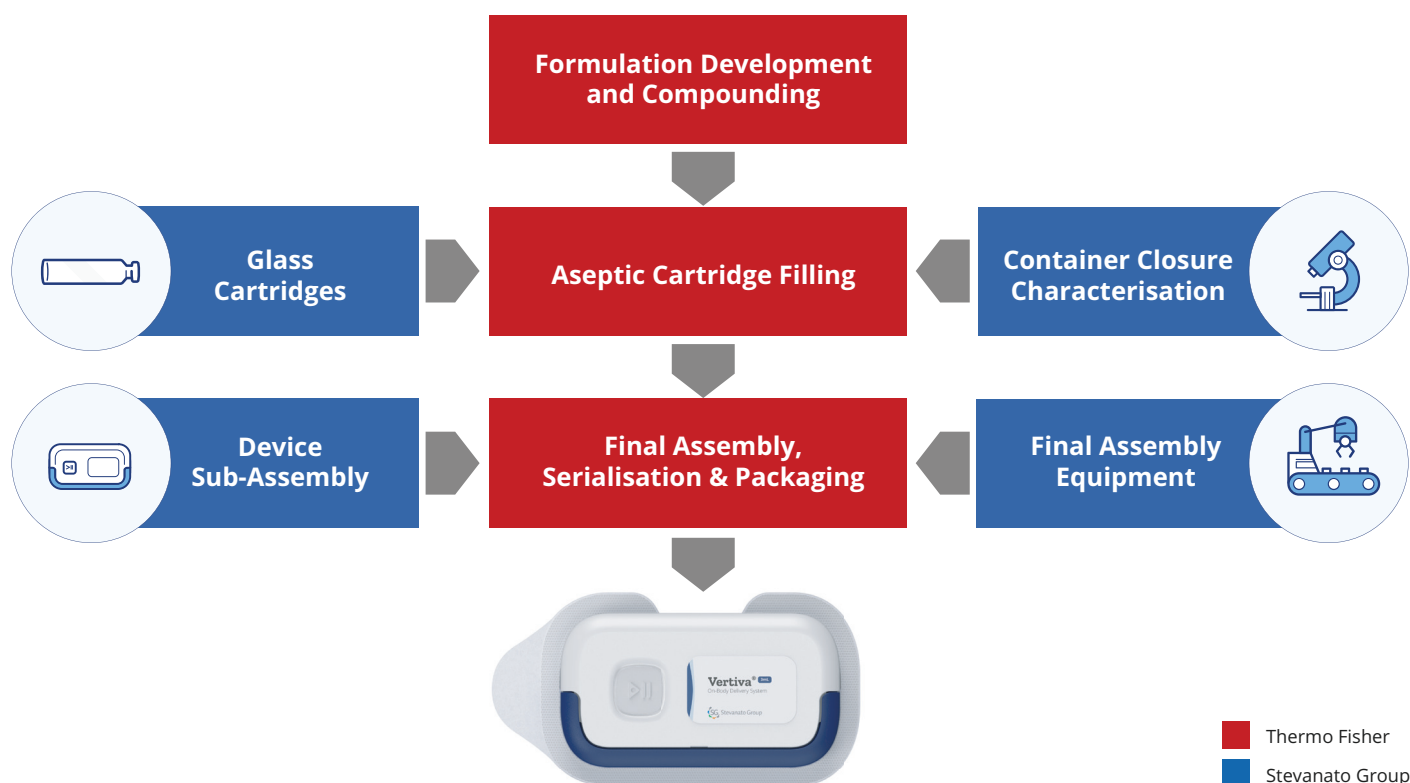 Formulation Development
and Compounding
Glass
Cartridges
Aseptic Cartridge Filling
Container Closure
Characterisation
Device
Sub-Assembly
Final Assembly,
Serialisation & Packaging
Final Assembly
Equipment
Vertiva®
On-Body Delivery System
SG Stevanato Group
Thermo Fisher
Stevanato Group